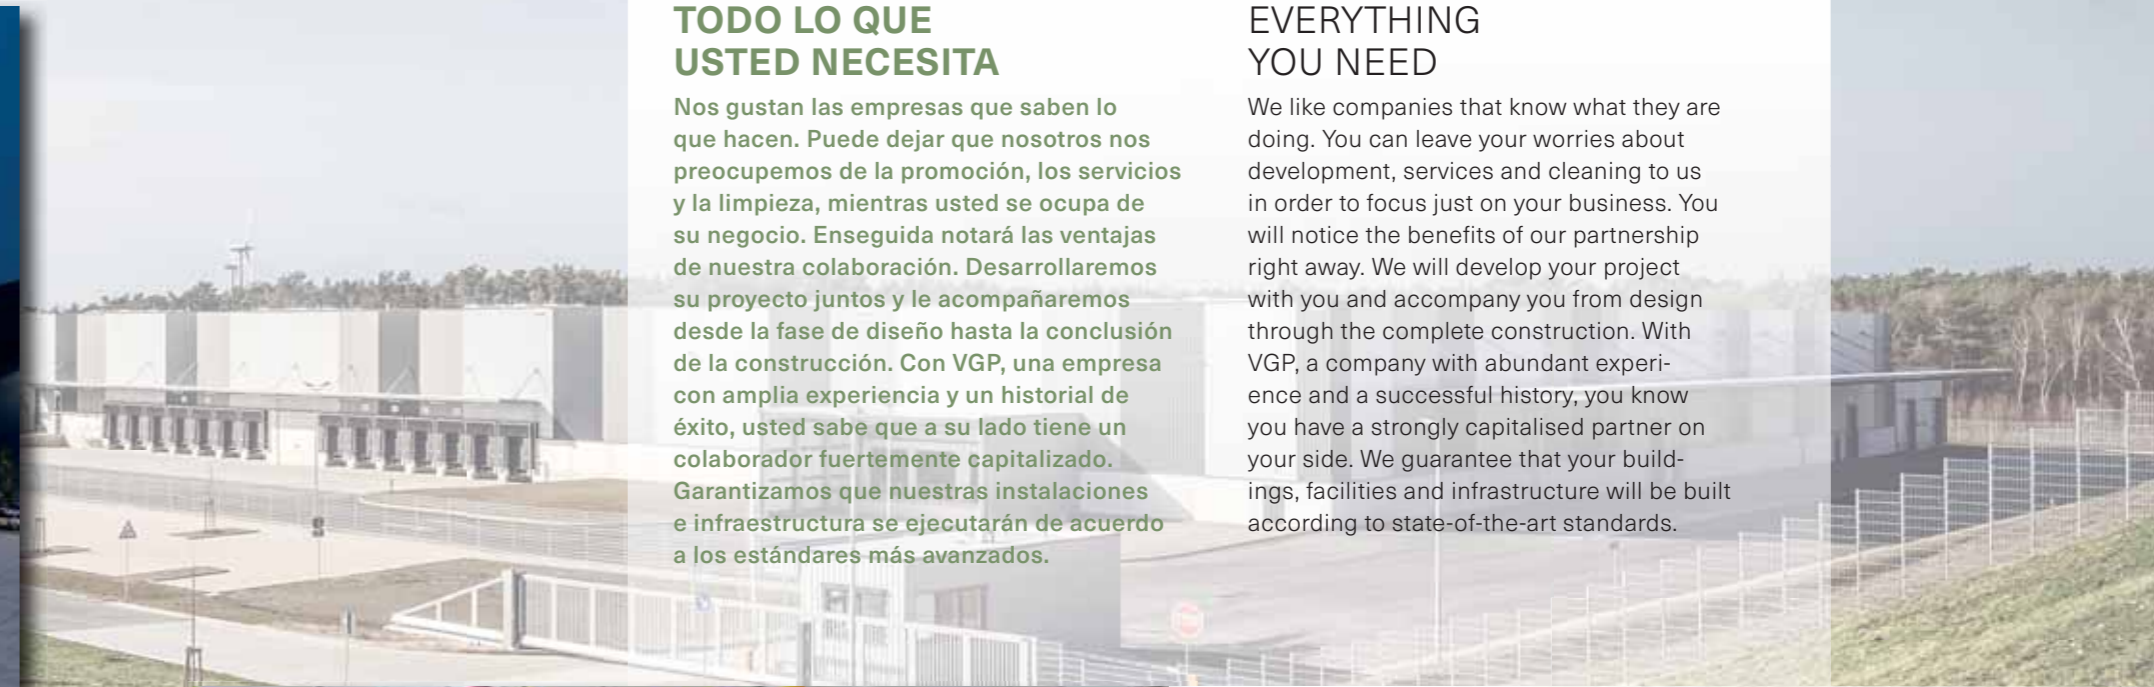 TODO LO QUE
USTED NECESITA
Nos gustan las empresas que saben lo
que hacen. Puede dejar que nosotros nos
preocupemos de la promoción, los servicios
y la limpieza, mientras usted se ocupa de
su negocio. Enseguida notará las ventajas
de nuestra colaboración. Desarrollaremos
su proyecto juntos y le acompañaremos
desde la fase de diseño hasta la conclusión
de la construcción. Con VGP, una empresa
con amplia experiencia y un historial de
éxito, usted sabe que a su lado tiene un
colaborador fuertemente capitalizado.
Garantizamos que nuestras instalaciones
e infraestructura se ejecutarán de acuerdo
a los estándares más avanzados.
EVERYTHING
YOU NEED
We like companies that know what they are
doing. You can leave your worries about
development, services and cleaning to us
in order to focus just on your business. You
will notice the benefits of our partnership
right away. We will develop your project
with you and accompany you from design
through the complete construction. With
VGP, a company with abundant experi-
ence and a successful history, you know
you have a strongly capitalised partner on
your side. We guarantee that your build-
ings, facilities and infrastructure will be built
according to state-of-the-art standards.